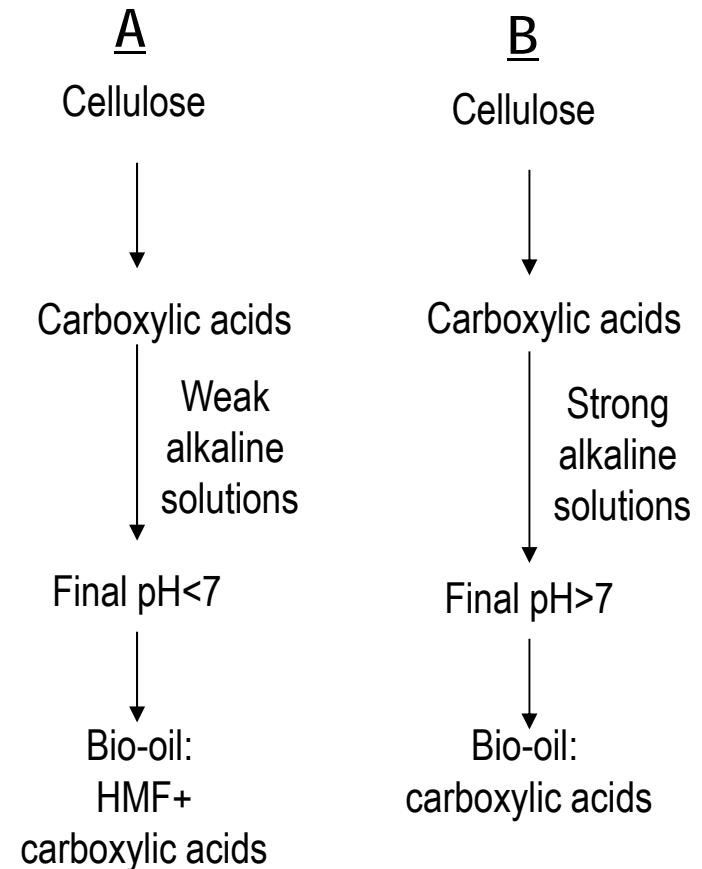 A
Cellulose
Carboxylic acids
Weak
alkaline
solutions
Final pH<7
Bio-oil:
HMF+
carboxylic acids
B
Cellulose
Carboxylic acids
Strong
alkaline
solutions
Final pH>7
Bio-oil:
carboxylic acids